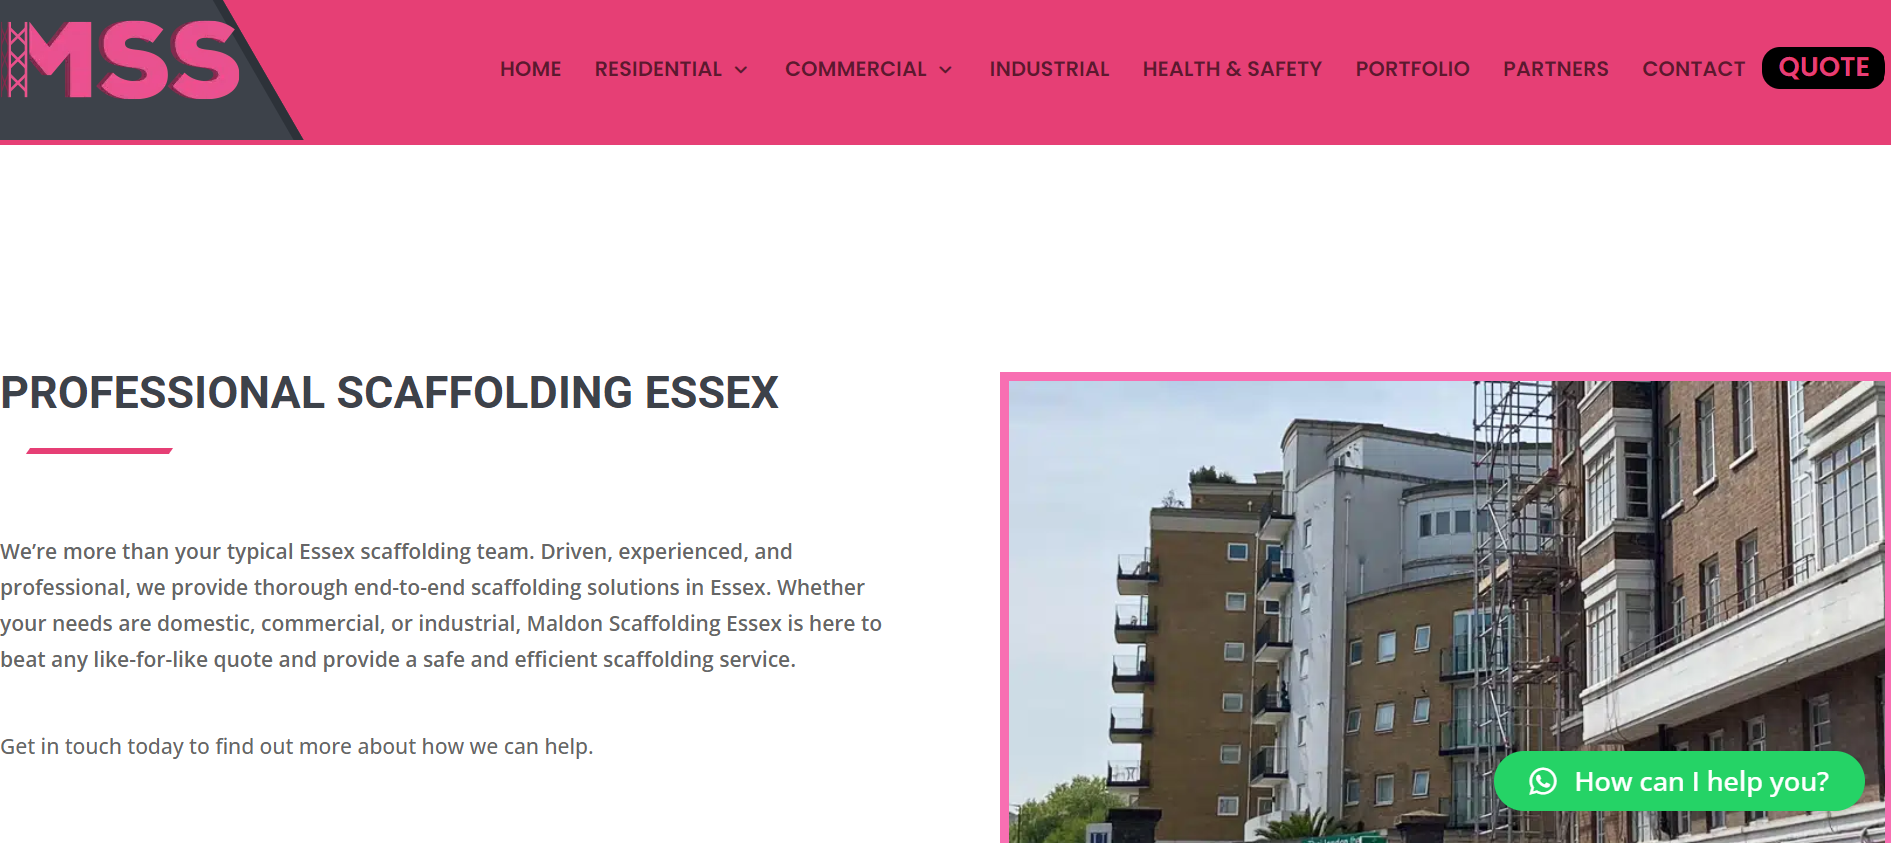 MSS
HOME RESIDENTIAL COMMERCIAL INDUSTRIAL HEALTH & SAFETY PORTFOLIO PARTNERS CONTACT QUOTE
PROFESSIONAL SCAFFOLDING ESSEX
We’re more than your typical Essex scaffolding team. Driven, experienced, and
professional, we provide thorough end-to-end scaffolding solutions in Essex. Whether
your needs are domestic, commercial, or industrial, Maldon Scaffolding Essex is here to
beat any like-for-like quote and provide a safe and efficient scaffolding service.
Get in touch today to find out more about how we can help.
How can I help you?